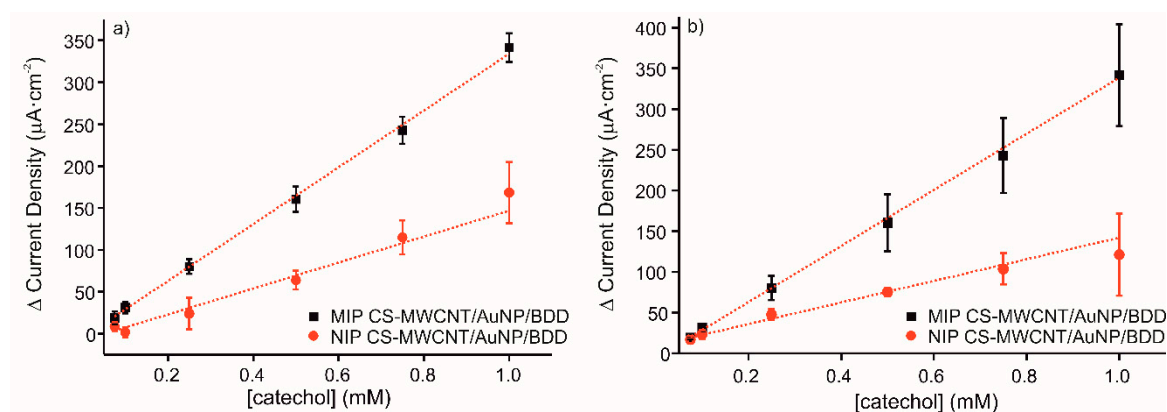 a)
Δ Current Density (µA·cm⁻²)
350
300
250
200
150
100
50
0
0.2
0.4
0.6
0.8
1.0
[catechol] (mM)
MIP CS-MWCNT/AuNP/BDD
NIP CS-MWCNT/AuNP/BDD
b)
Δ Current Density (µA·cm⁻²)
400
350
300
250
200
150
100
50
0
0.2
0.4
0.6
0.8
1.0
[catechol] (mM)
MIP CS-MWCNT/AuNP/BDD
NIP CS-MWCNT/AuNP/BDD